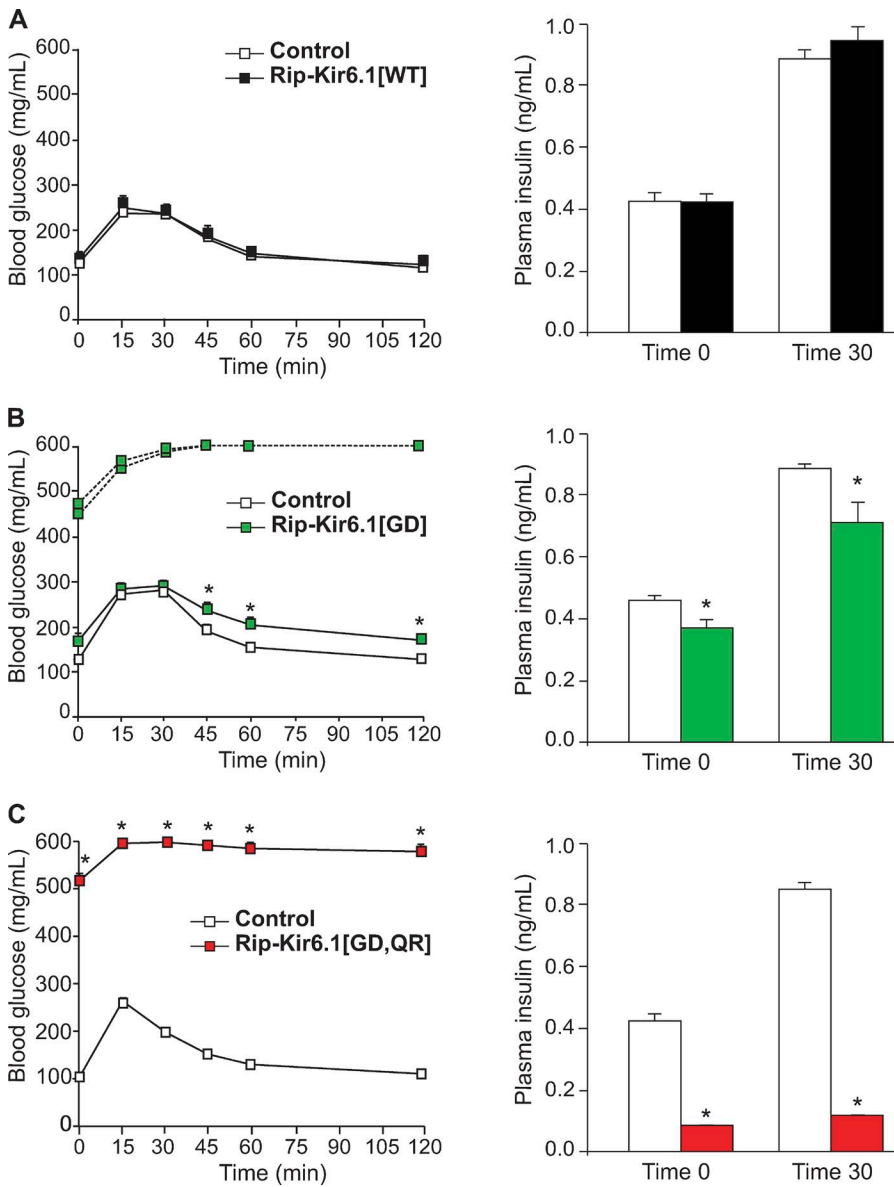 A
Blood glucose (mg/mL)
600
500
400
300
200
100
0
0 15 30 45 60 75 90 105 120
Time (min)
Control
Rip-Kir6.1[WT]
Plasma insulin (ng/mL)
1.0
0.8
0.6
0.4
0.2
0.0
Time 0 Time 30
B
Blood glucose (mg/mL)
600
500
400
300
200
100
0
0 15 30 45 60 75 90 105 120
Time (min)
Control
Rip-Kir6.1[GD]
* * *
Plasma insulin (ng/mL)
1.0
0.8
0.6
0.4
0.2
0.0
* *
Time 0 Time 30
C
Blood glucose (mg/mL)
600
500
400
300
200
100
0
0 15 30 45 60 75 90 105 120
Time (min)
* * * * * *
Control
Rip-Kir6.1[GD,QR]
Plasma insulin (ng/mL)
1.0
0.8
0.6
0.4
0.2
0.0
* *
Time 0 Time 30